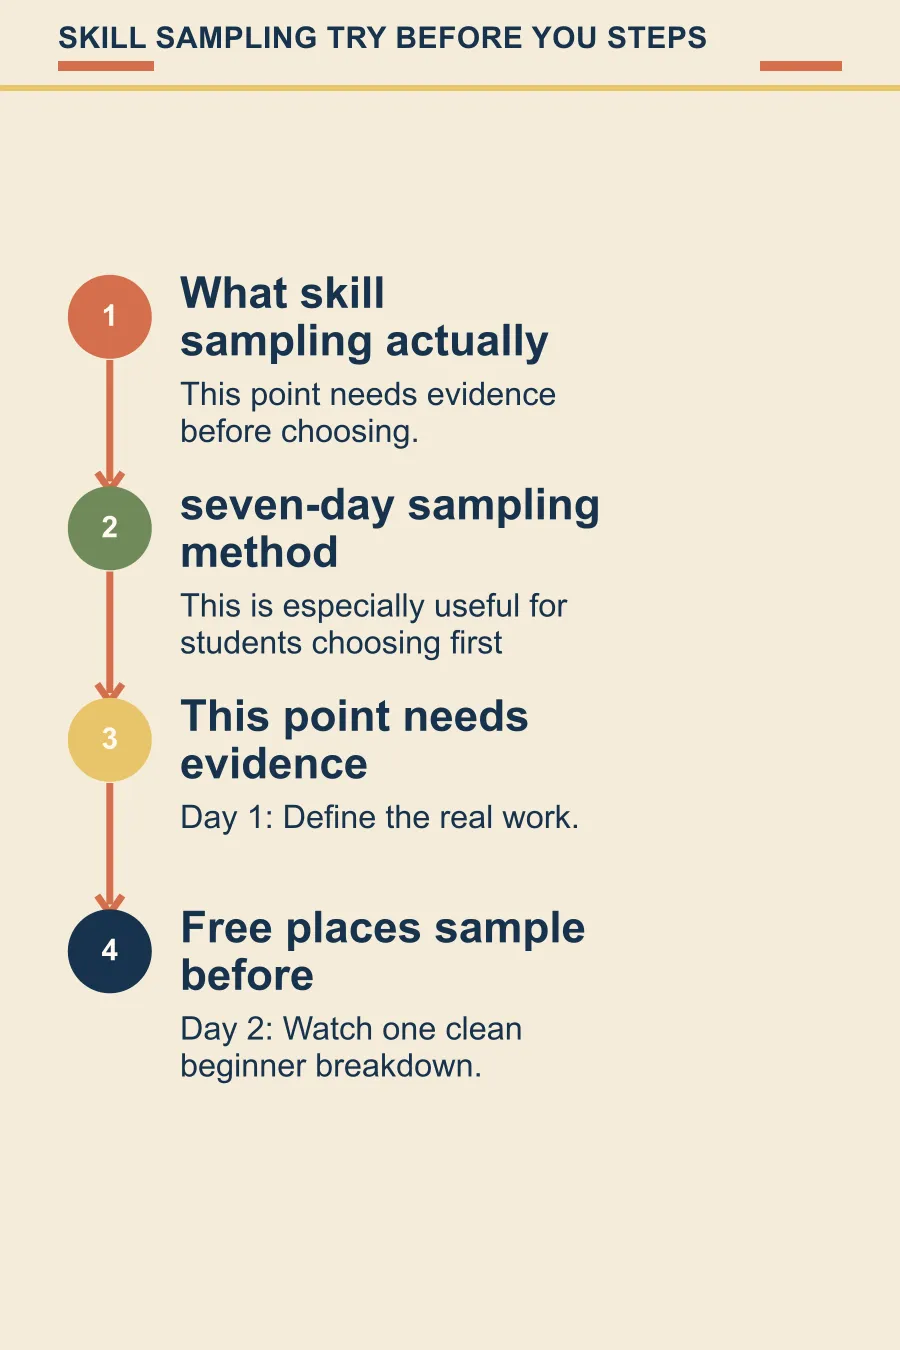 SKILL SAMPLING TRY BEFORE YOU STEPS
1
What skill
sampling actually
This point needs evidence
before choosing.
2
seven-day sampling
method
This is especially useful for
students choosing first
3
This point needs
evidence
Day 1: Define the real work.
4
Free places sample
before
Day 2: Watch one clean
beginner breakdown.